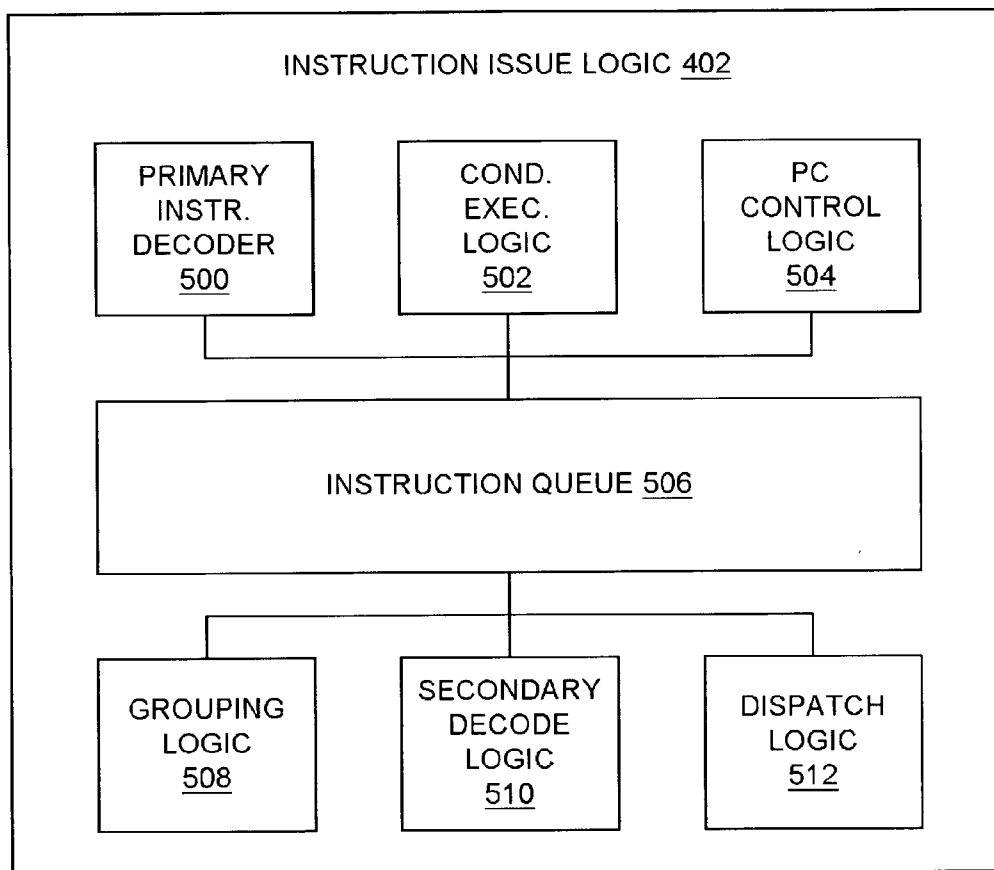 INSTRUCTION ISSUE LOGIC 402
PRIMARY
INSTR.
DECODER
500
COND.
EXEC.
LOGIC
502
PC
CONTROL
LOGIC
504
INSTRUCTION QUEUE 506
GROUPING
LOGIC
508
SECONDARY
DECODE
LOGIC
510
DISPATCH
LOGIC
512